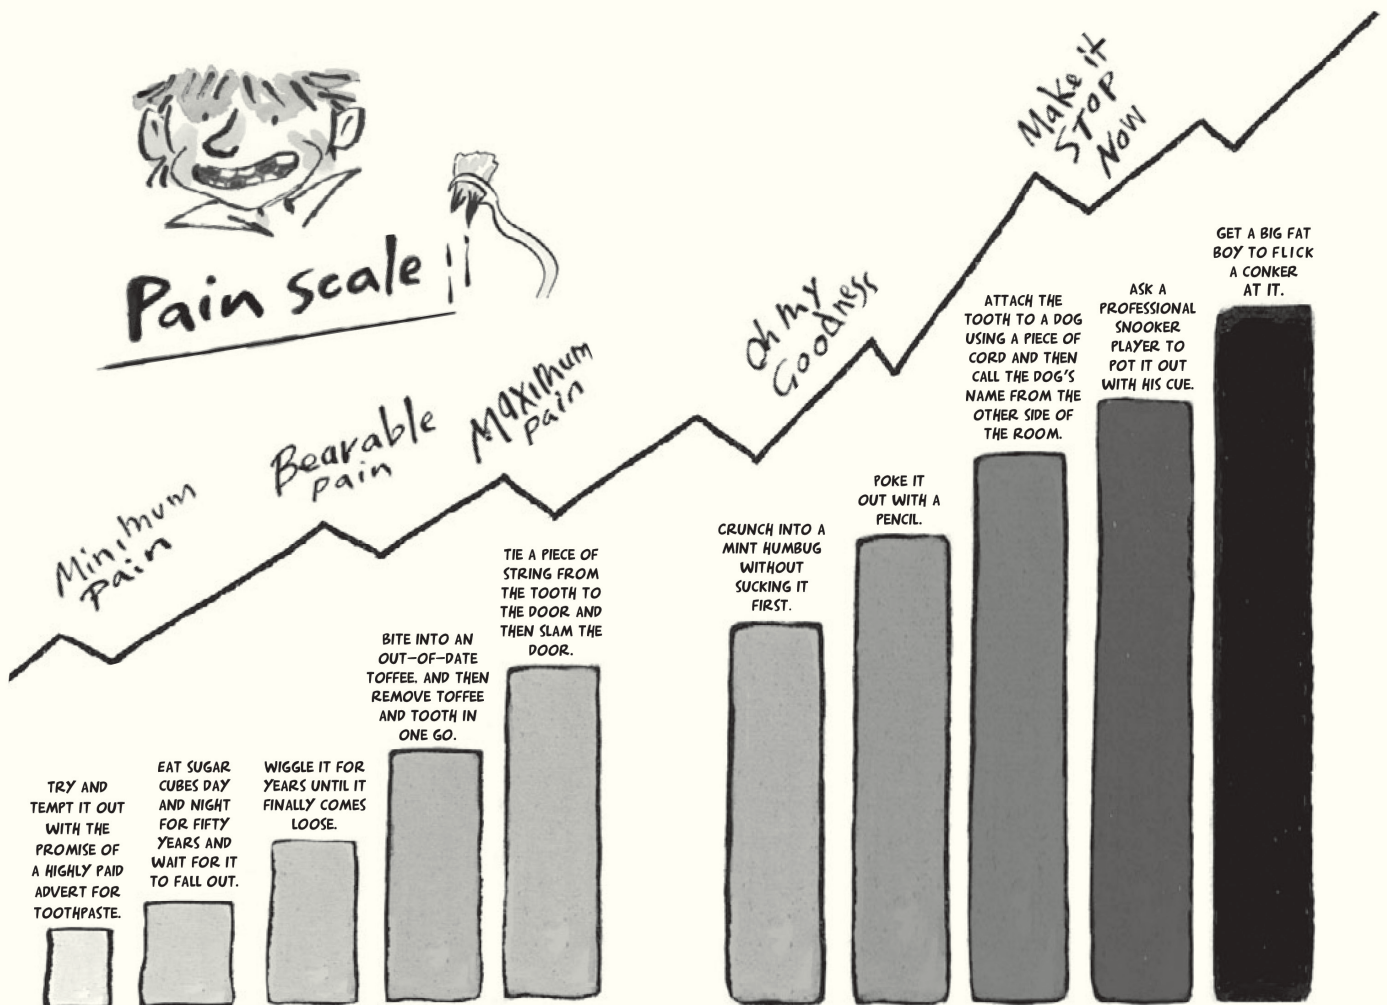 Pain scale !!
Minimum
pain
Bearable
pain
Maximum
pain
Oh my
Goodness
Make it
STOP
Now
TRY AND
TEMPT IT OUT
WITH THE
PROMISE OF
A HIGHLY PAID
ADVERT FOR
TOOTHPASTE.
EAT SUGAR
CUBES DAY
AND NIGHT
FOR FIFTY
YEARS AND
WAIT FOR IT
TO FALL OUT.
WIGGLE IT FOR
YEARS UNTIL IT
FINALLY COMES
LOOSE.
BITE INTO AN
OUT-OF-DATE
TOFFEE, AND THEN
REMOVE TOFFEE
AND TOOTH IN
ONE GO.
TIE A PIECE OF
STRING FROM
THE TOOTH TO
THE DOOR AND
THEN SLAM THE
DOOR.
CRUNCH INTO A
MINT HUMBUG
WITHOUT
SUCKING IT
FIRST.
POKE IT
OUT WITH A
PENCIL.
ATTACH THE
TOOTH TO A DOG
USING A PIECE OF
CORD AND THEN
CALL THE DOG'S
NAME FROM THE
OTHER SIDE OF
THE ROOM.
ASK A
PROFESSIONAL
SNOOKER
PLAYER TO
POT IT OUT
WITH HIS CUE.
GET A BIG FAT
BOY TO FLICK
A CONKER
AT IT.